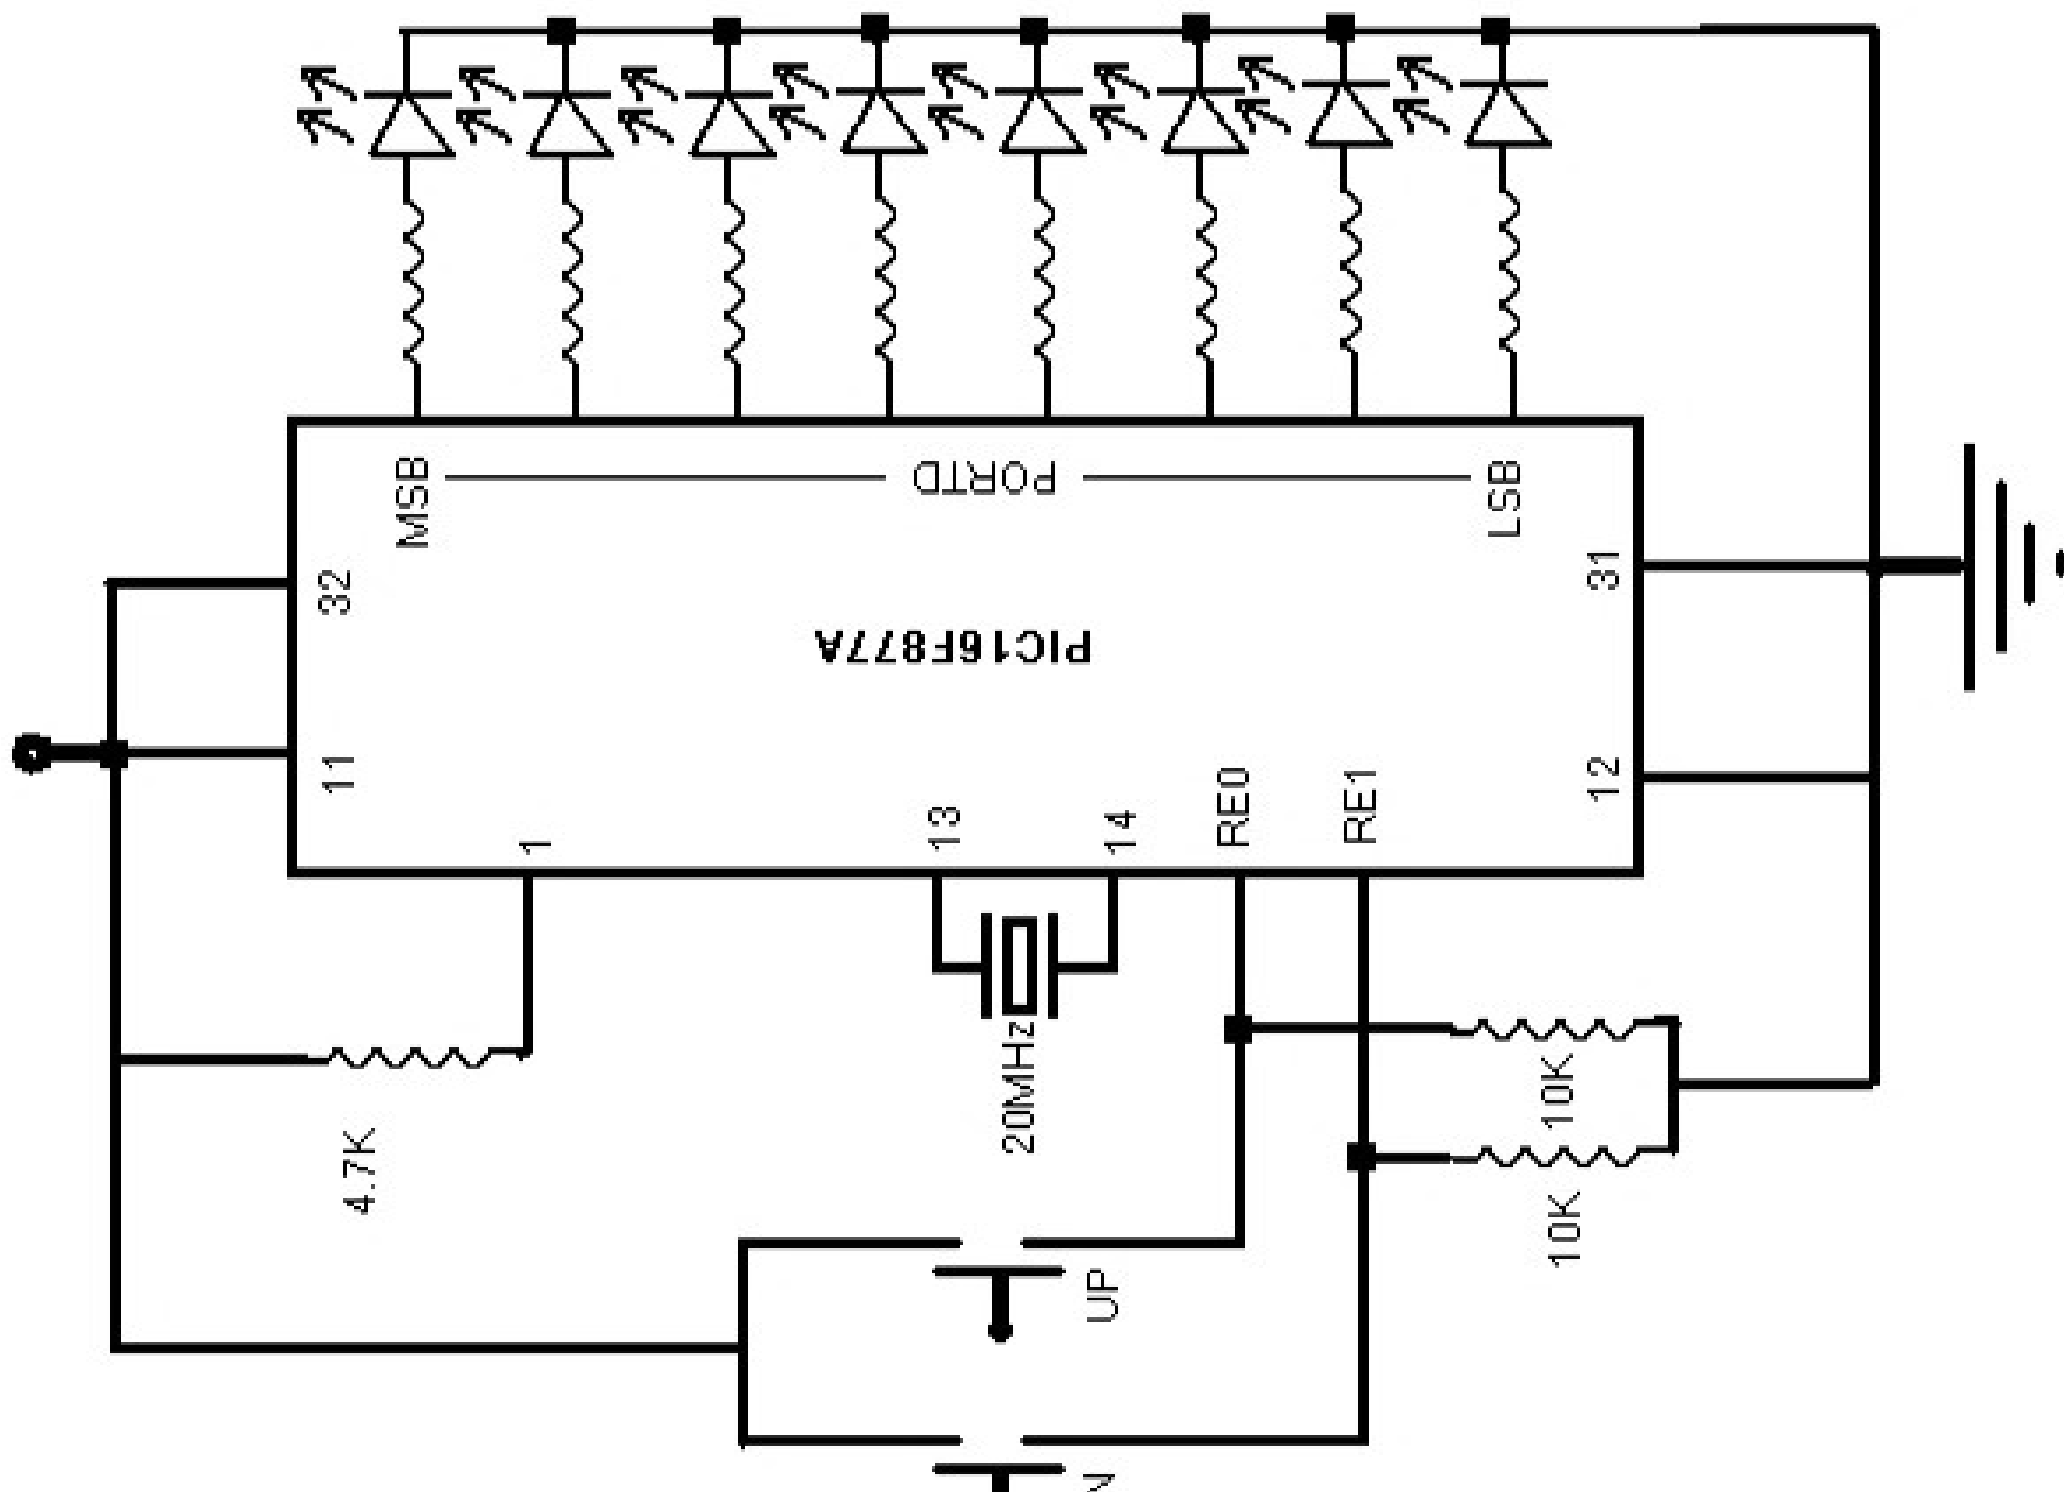 MSB
PORTD
LSB
32
31
PIC16F877A
11
12
1
13
14
RE0
RE1
20MHz
4.7K
10K
10K
UP